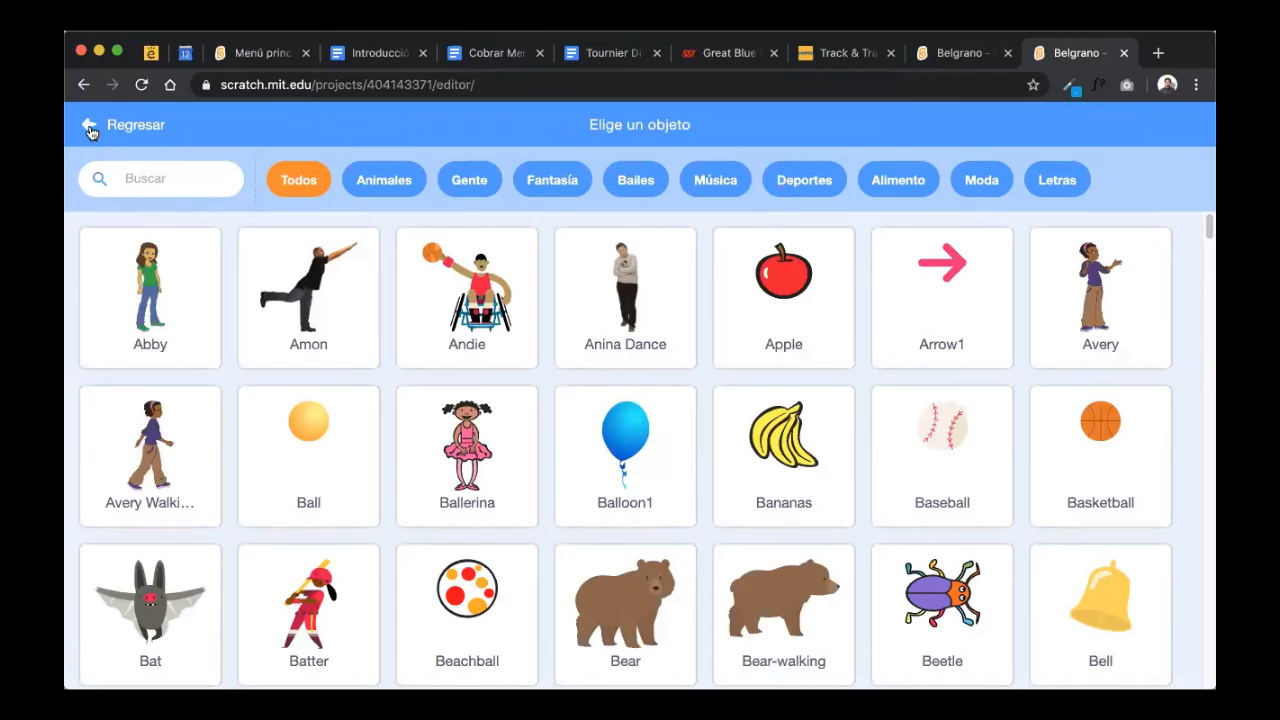 Menú princ
Introducció
Cobrar Mer
Tournier Do
Great Blue
Track & Tra
Belgrano -
Belgrano -
scratch.mit.edu/projects/404143371/editor/
Regresar
Elige un objeto
Buscar
Todos
Animales
Gente
Fantasía
Bailes
Música
Deportes
Alimento
Moda
Letras
Abby
Amon
Andie
Anina Dance
Apple
Arrow1
Avery
Avery Walki...
Ball
Ballerina
Balloon1
Bananas
Baseball
Basketball
Bat
Batter
Beachball
Bear
Bear-walking
Beetle
Bell